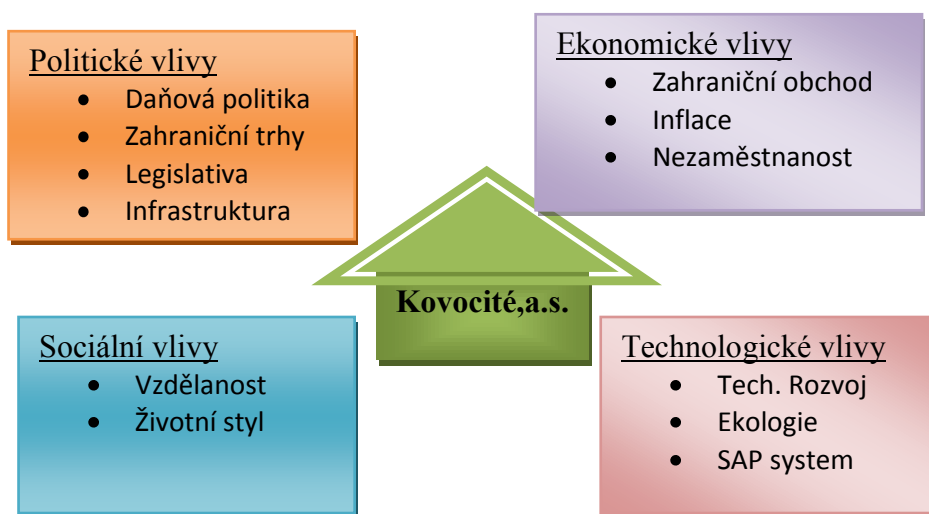 Politické vlivy
Daňová politika
Zahraniční trhy
Legislativa
Infrastruktura
Ekonomické vlivy
Zahraniční obchod
Inflace
Nezaměstnanost
Kovocité,a.s.
Sociální vlivy
Vzdělanost
Životní styl
Technologické vlivy
Tech. Rozvoj
Ekologie
SAP system